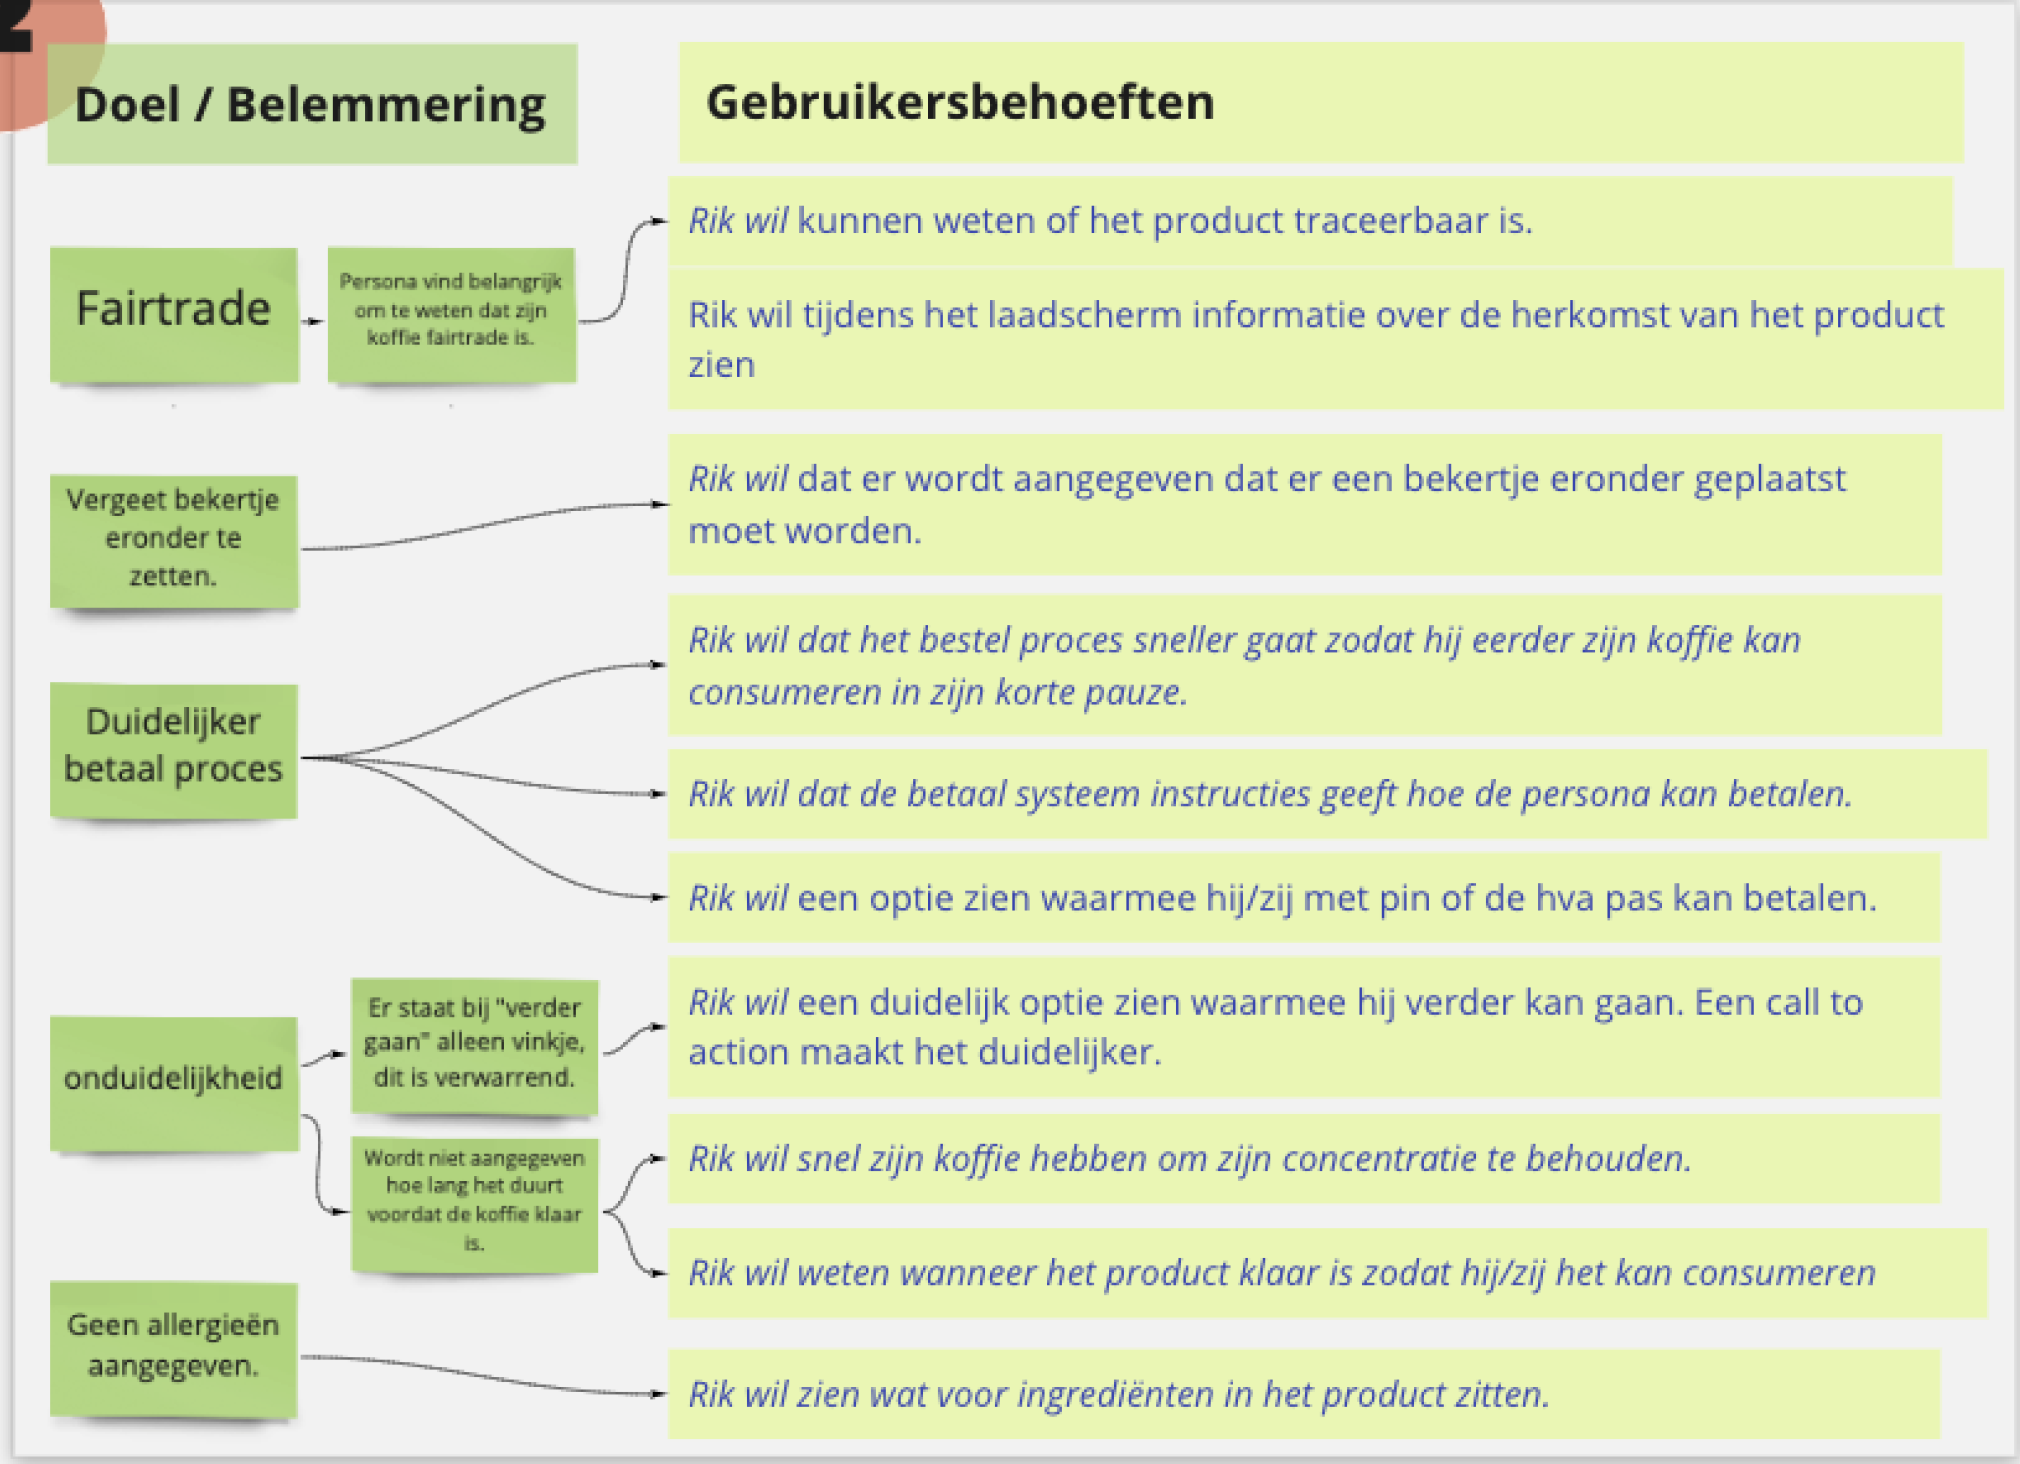 2
Doel / Belemmering
Gebruikersbehoeften
Fairtrade
Persona vind belangrijk
om te weten dat zijn
koffie fairtrade is.
Rik wil kunnen weten of het product traceerbaar is.
Rik wil tijdens het laadscherm informatie over de herkomst van het product
zien
Vergeet bekertje
eronder te
zetten.
Rik wil dat er wordt aangegeven dat er een bekertje eronder geplaatst
moet worden.
Duidelijker
betaal proces
Rik wil dat het bestel proces sneller gaat zodat hij eerder zijn koffie kan
consumeren in zijn korte pauze.
Rik wil dat de betaal systeem instructies geeft hoe de persona kan betalen.
Rik wil een optie zien waarmee hij/zij met pin of de hva pas kan betalen.
onduidelijkheid
Er staat bij "verder
gaan" alleen vinkje,
dit is verwarrend.
Rik wil een duidelijk optie zien waarmee hij verder kan gaan. Een call to
action maakt het duidelijker.
Wordt niet aangegeven
hoe lang het duurt
voordat de koffie klaar
is.
Rik wil snel zijn koffie hebben om zijn concentratie te behouden.
Rik wil weten wanneer het product klaar is zodat hij/zij het kan consumeren
Geen allergieën
aangegeven.
Rik wil zien wat voor ingrediënten in het product zitten.